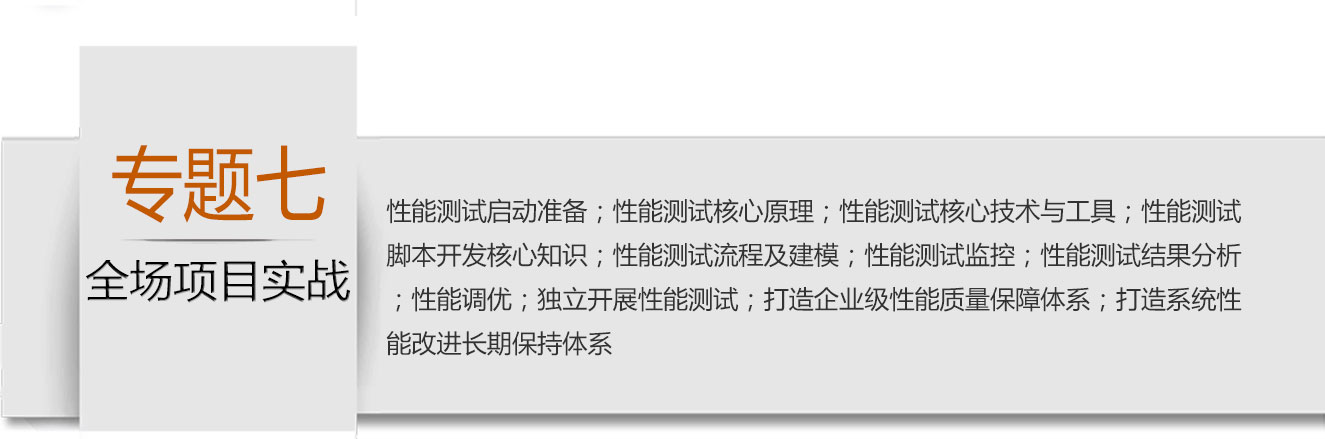 专题七
全场项目实战
性能测试启动准备；性能测试核心原理；性能测试核心技术与工具；性能测试
脚本开发核心知识；性能测试流程及建模；性能测试监控；性能测试结果分析
；性能调优；独立开展性能测试；打造企业级性能质量保障体系；打造系统性
能改进长期保持体系